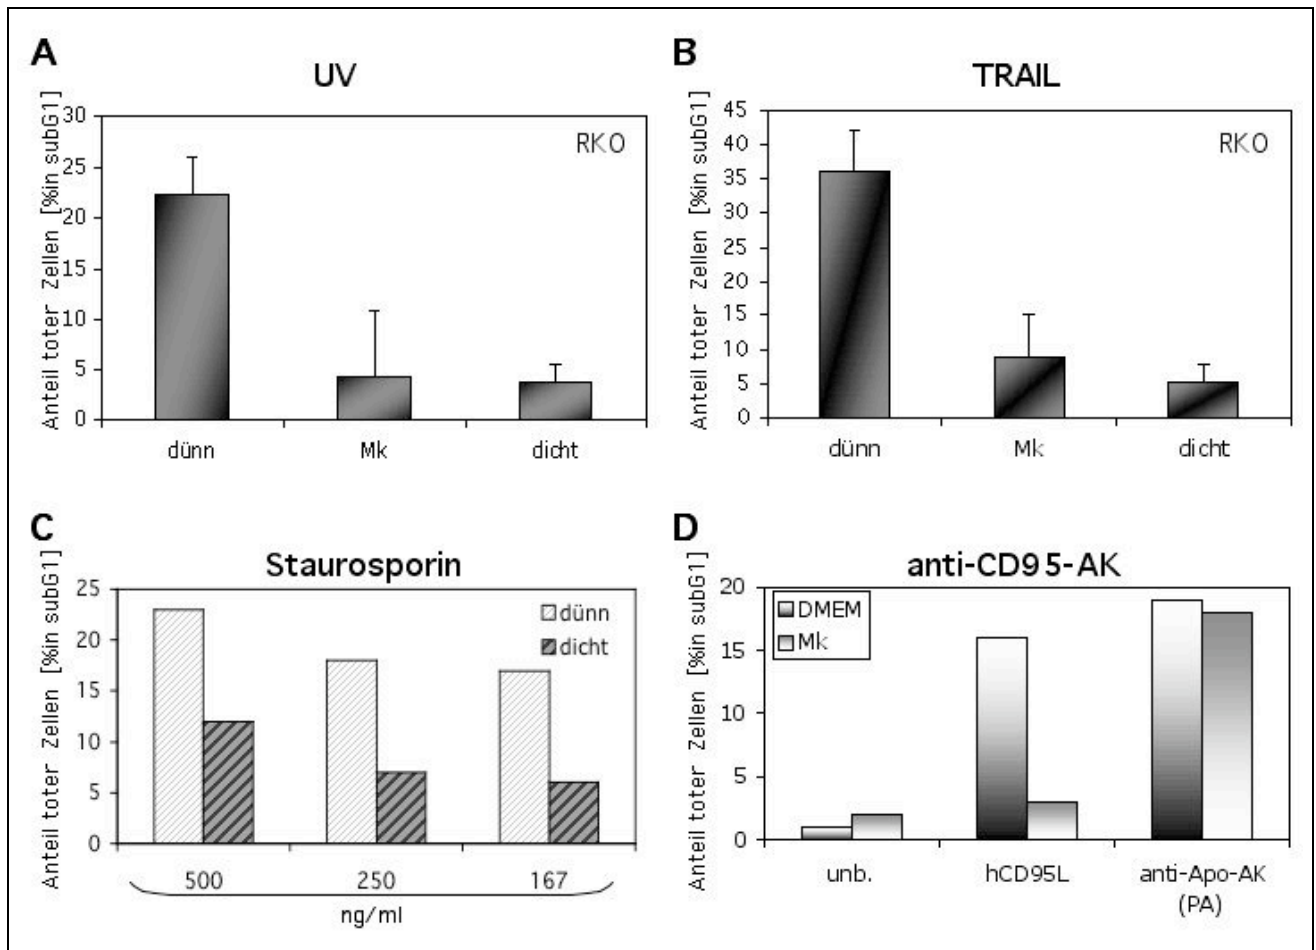 A
UV
Anteil toter Zellen [%in subG1]
30
25
20
15
10
5
0
RKO
dünn Mk dicht
B
TRAIL
Anteil toter Zellen [%in subG1]
45
40
35
30
25
20
15
10
5
0
RKO
dünn Mk dicht
C
Staurosporin
Anteil toter Zellen [%in subG1]
25
20
15
10
5
0
dünn
dicht
500 250 167
ng/ml
D
anti-CD95-AK
Anteil toter Zellen [%in subG1]
20
15
10
5
0
DMEM
Mk
unb. hCD95L anti-Apo-AK
(PA)